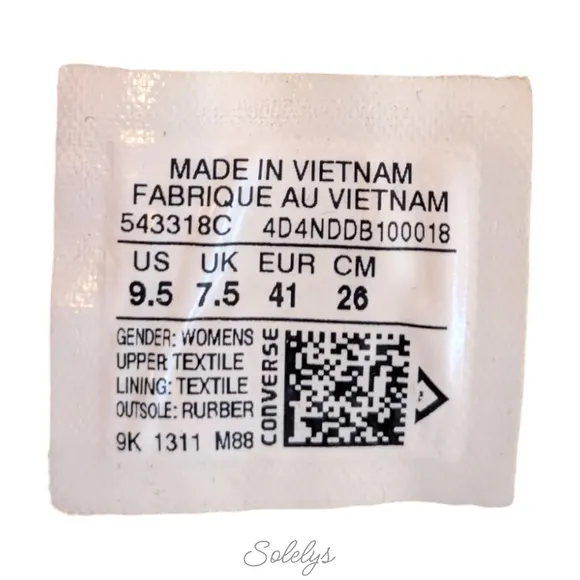 MADE IN VIETNAM
FABRIQUE AU VIETNAM
543318C 4D4NDDB100018
US UK EUR CM
9.5 7.5 41 26
GENDER: WOMENS
UPPER: TEXTILE
LINING: TEXTILE
OUTSOLE: RUBBER
9K 1311 M88
CONVERSE
Solelys